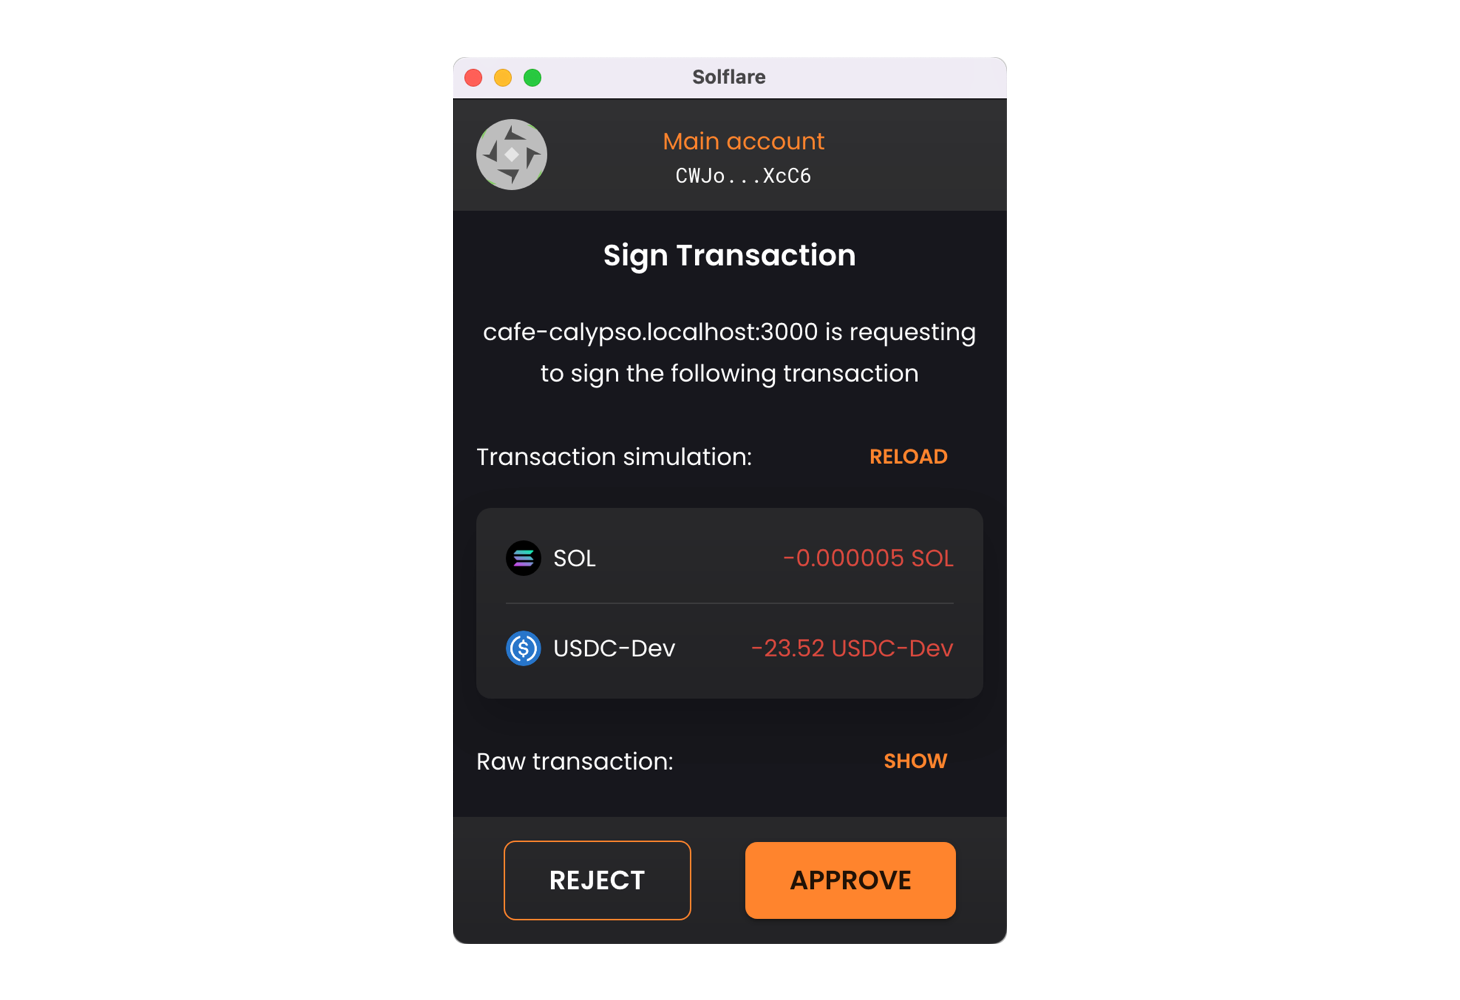 Solflare
Main account
CWJo...XcC6
Sign Transaction
cafe-calypso.localhost:3000 is requesting
to sign the following transaction
Transaction simulation: RELOAD
SOL -0.000005 SOL
USDC-Dev -23.52 USDC-Dev
Raw transaction: SHOW
REJECT APPROVE